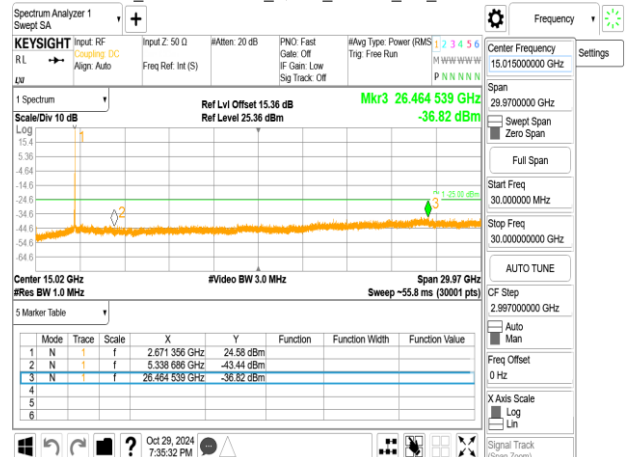 Spectrum Analyzer 1
Swept SA
Frequency
KEYSIGHT
Input: RF
Coupling: DC
Align: Auto
Input Z: 50 Ω
Freq Ref: Int (S)
#Atten: 20 dB
PNO: Fast
Gate: Off
IF Gain: Low
Sig Track: Off
#Avg Type: Power (RMS
Trig: Free Run
1 2 3 4 5 6
M W W W W W
P N N N N N
RL
Center Frequency
15.015000000 GHz
Settings
Span
29.9700000 GHz
Swept Span
Zero Span
Full Span
Start Freq
30.000000 MHz
Stop Freq
30.000000000 GHz
AUTO TUNE
CF Step
2.997000000 GHz
Auto
Man
Freq Offset
0 Hz
X Axis Scale
Log
Lin
Signal Track
(Span Zoom)
1 Spectrum
Scale/Div 10 dB
Ref Lvl Offset 15.36 dB
Ref Level 25.36 dBm
Mkr3 26.464 539 GHz
-36.82 dBm
Log
15.4
5.36
-4.64
-14.6
-24.6
-34.6
-44.6
-54.6
-64.6
1
2
3
-25.00 dBm
Center 15.02 GHz
#Res BW 1.0 MHz
#Video BW 3.0 MHz
Span 29.97 GHz
Sweep ~55.8 ms (30001 pts)
5 Marker Table
Mode Trace Scale X Y Function Function Width Function Value
1 N 1 f 2.671 356 GHz 24.58 dBm
2 N 1 f 5.338 686 GHz -43.44 dBm
3 N 1 f 26.464 539 GHz -36.82 dBm
4
5
6
?
Oct 29, 2024
7:35:32 PM